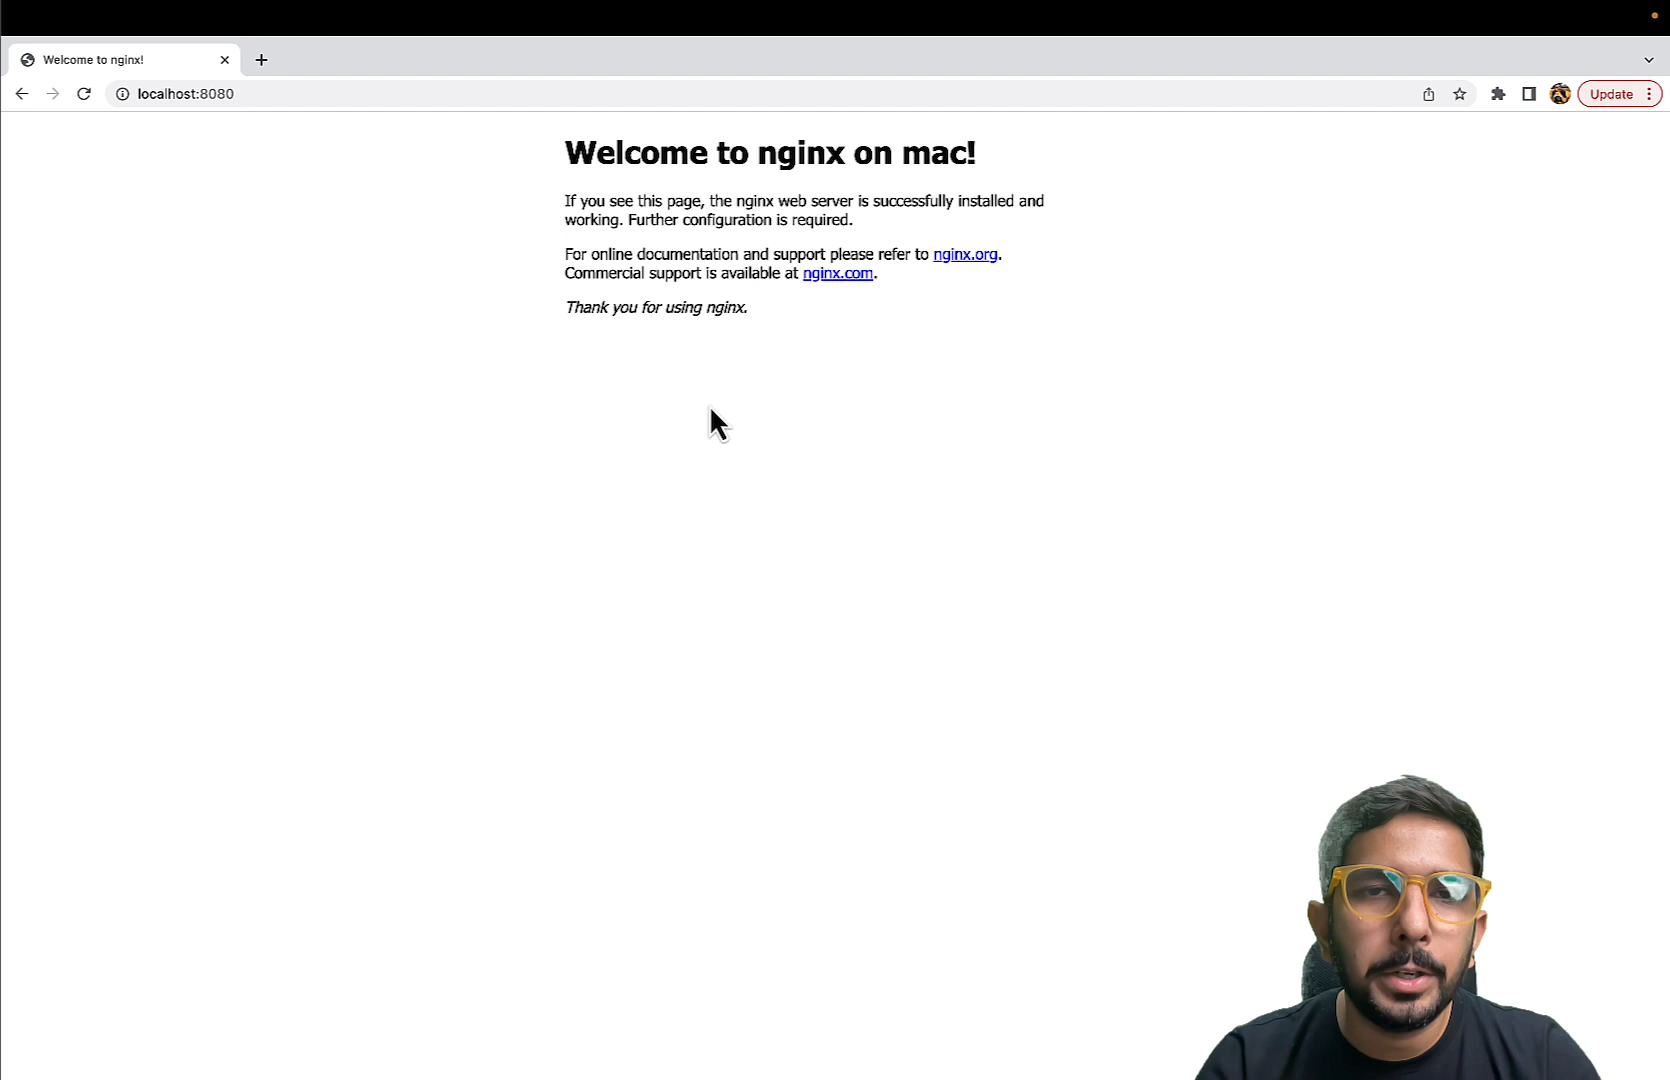 Welcome to nginx!
localhost:8080
Update
Welcome to nginx on mac!
If you see this page, the nginx web server is successfully installed and
working. Further configuration is required.
For online documentation and support please refer to nginx.org.
Commercial support is available at nginx.com.
Thank you for using nginx.